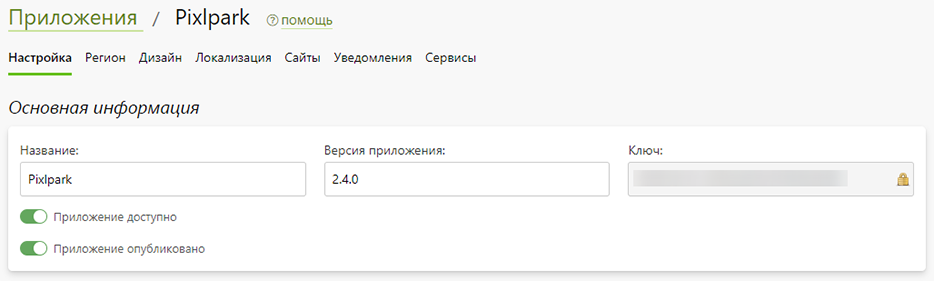 Приложения / Pixlpark ? помощь
Настройка Регион Дизайн Локализация Сайты Уведомления Сервисы
Основная информация
Название: Версия приложения: Ключ:
Pixlpark 2.4.0
Приложение доступно
Приложение опубликовано